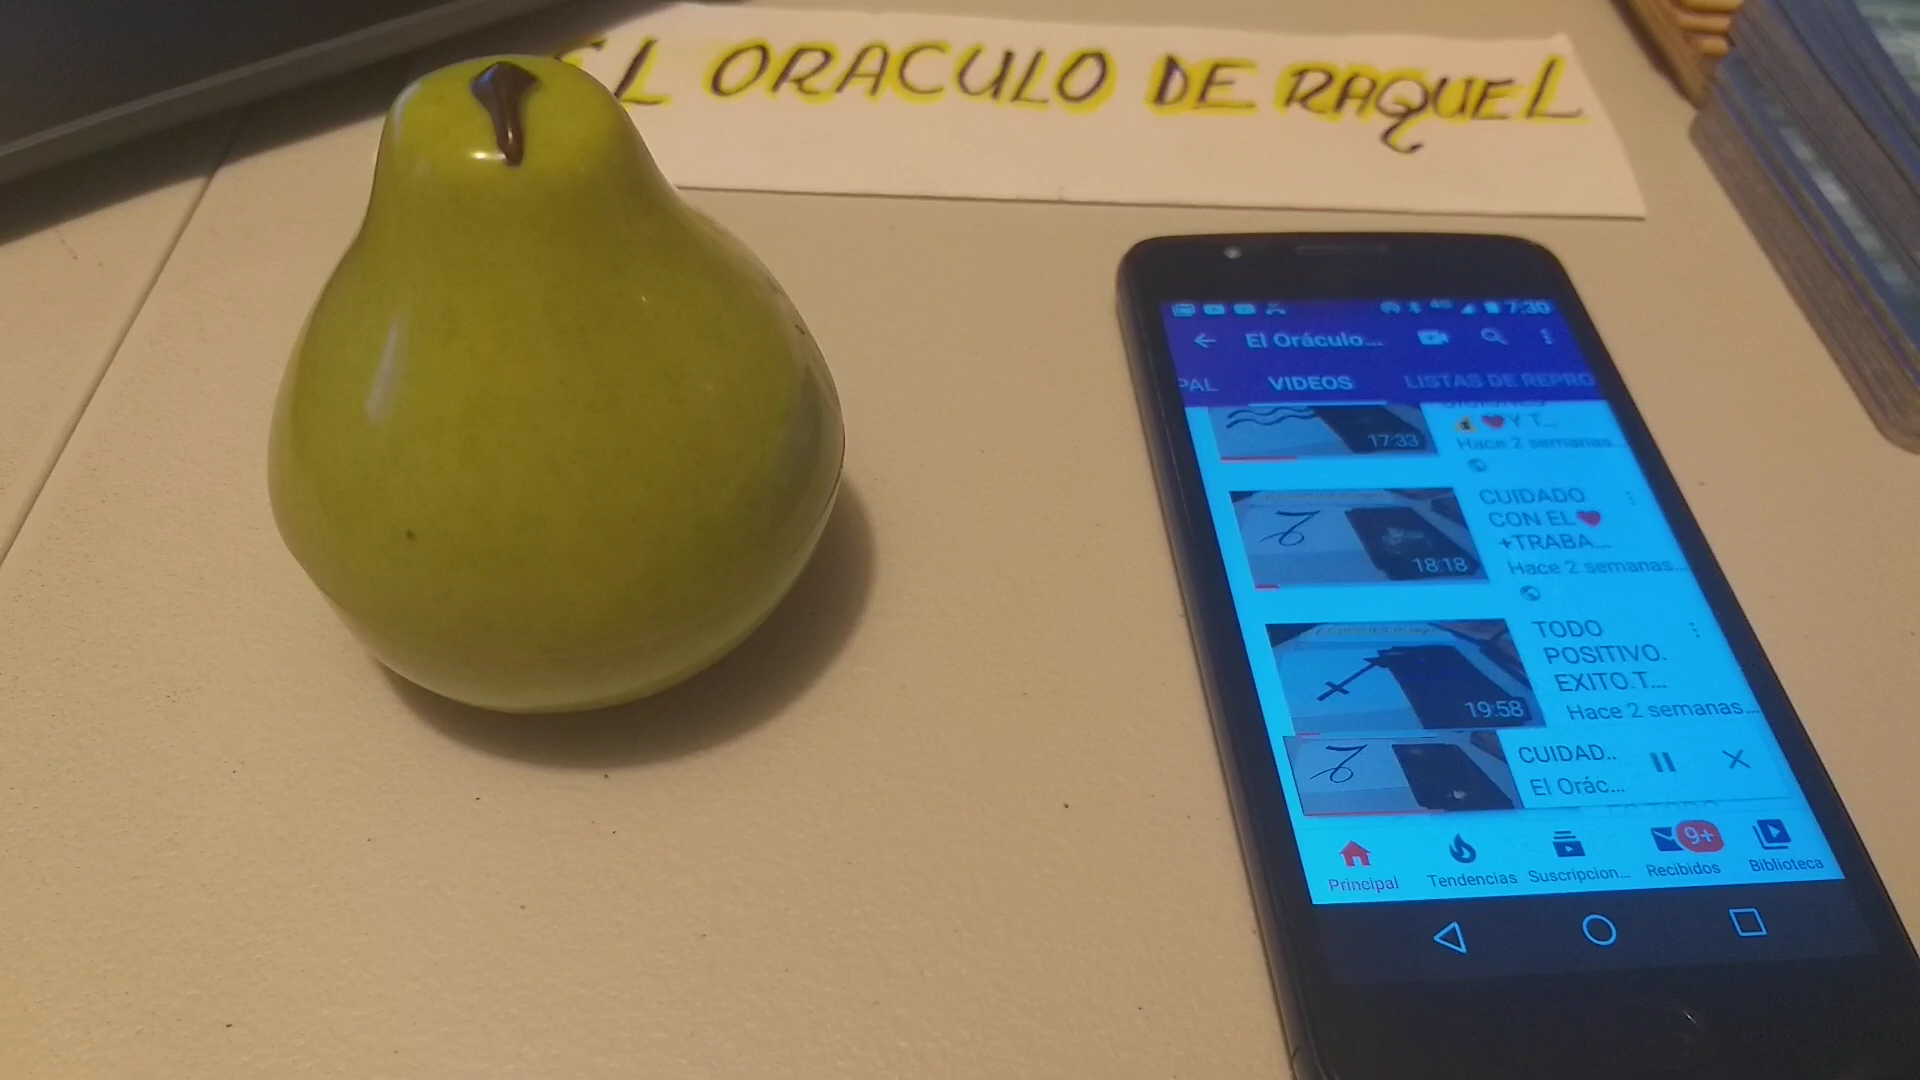 EL ORACULO DE RAQUEL
7:30
El Oráculo...
PAL VIDEOS LISTAS DE REPRO
Y T...
17:33
Hace 2 semanas...
CUIDADO
CON EL
+TRABA...
18:18
Hace 2 semanas...
TODO
POSITIVO.
EXITO.T...
19:58
Hace 2 semanas...
CUIDAD..
El Orác...
9+
Principal Tendencias Suscripcion... Recibidos Biblioteca